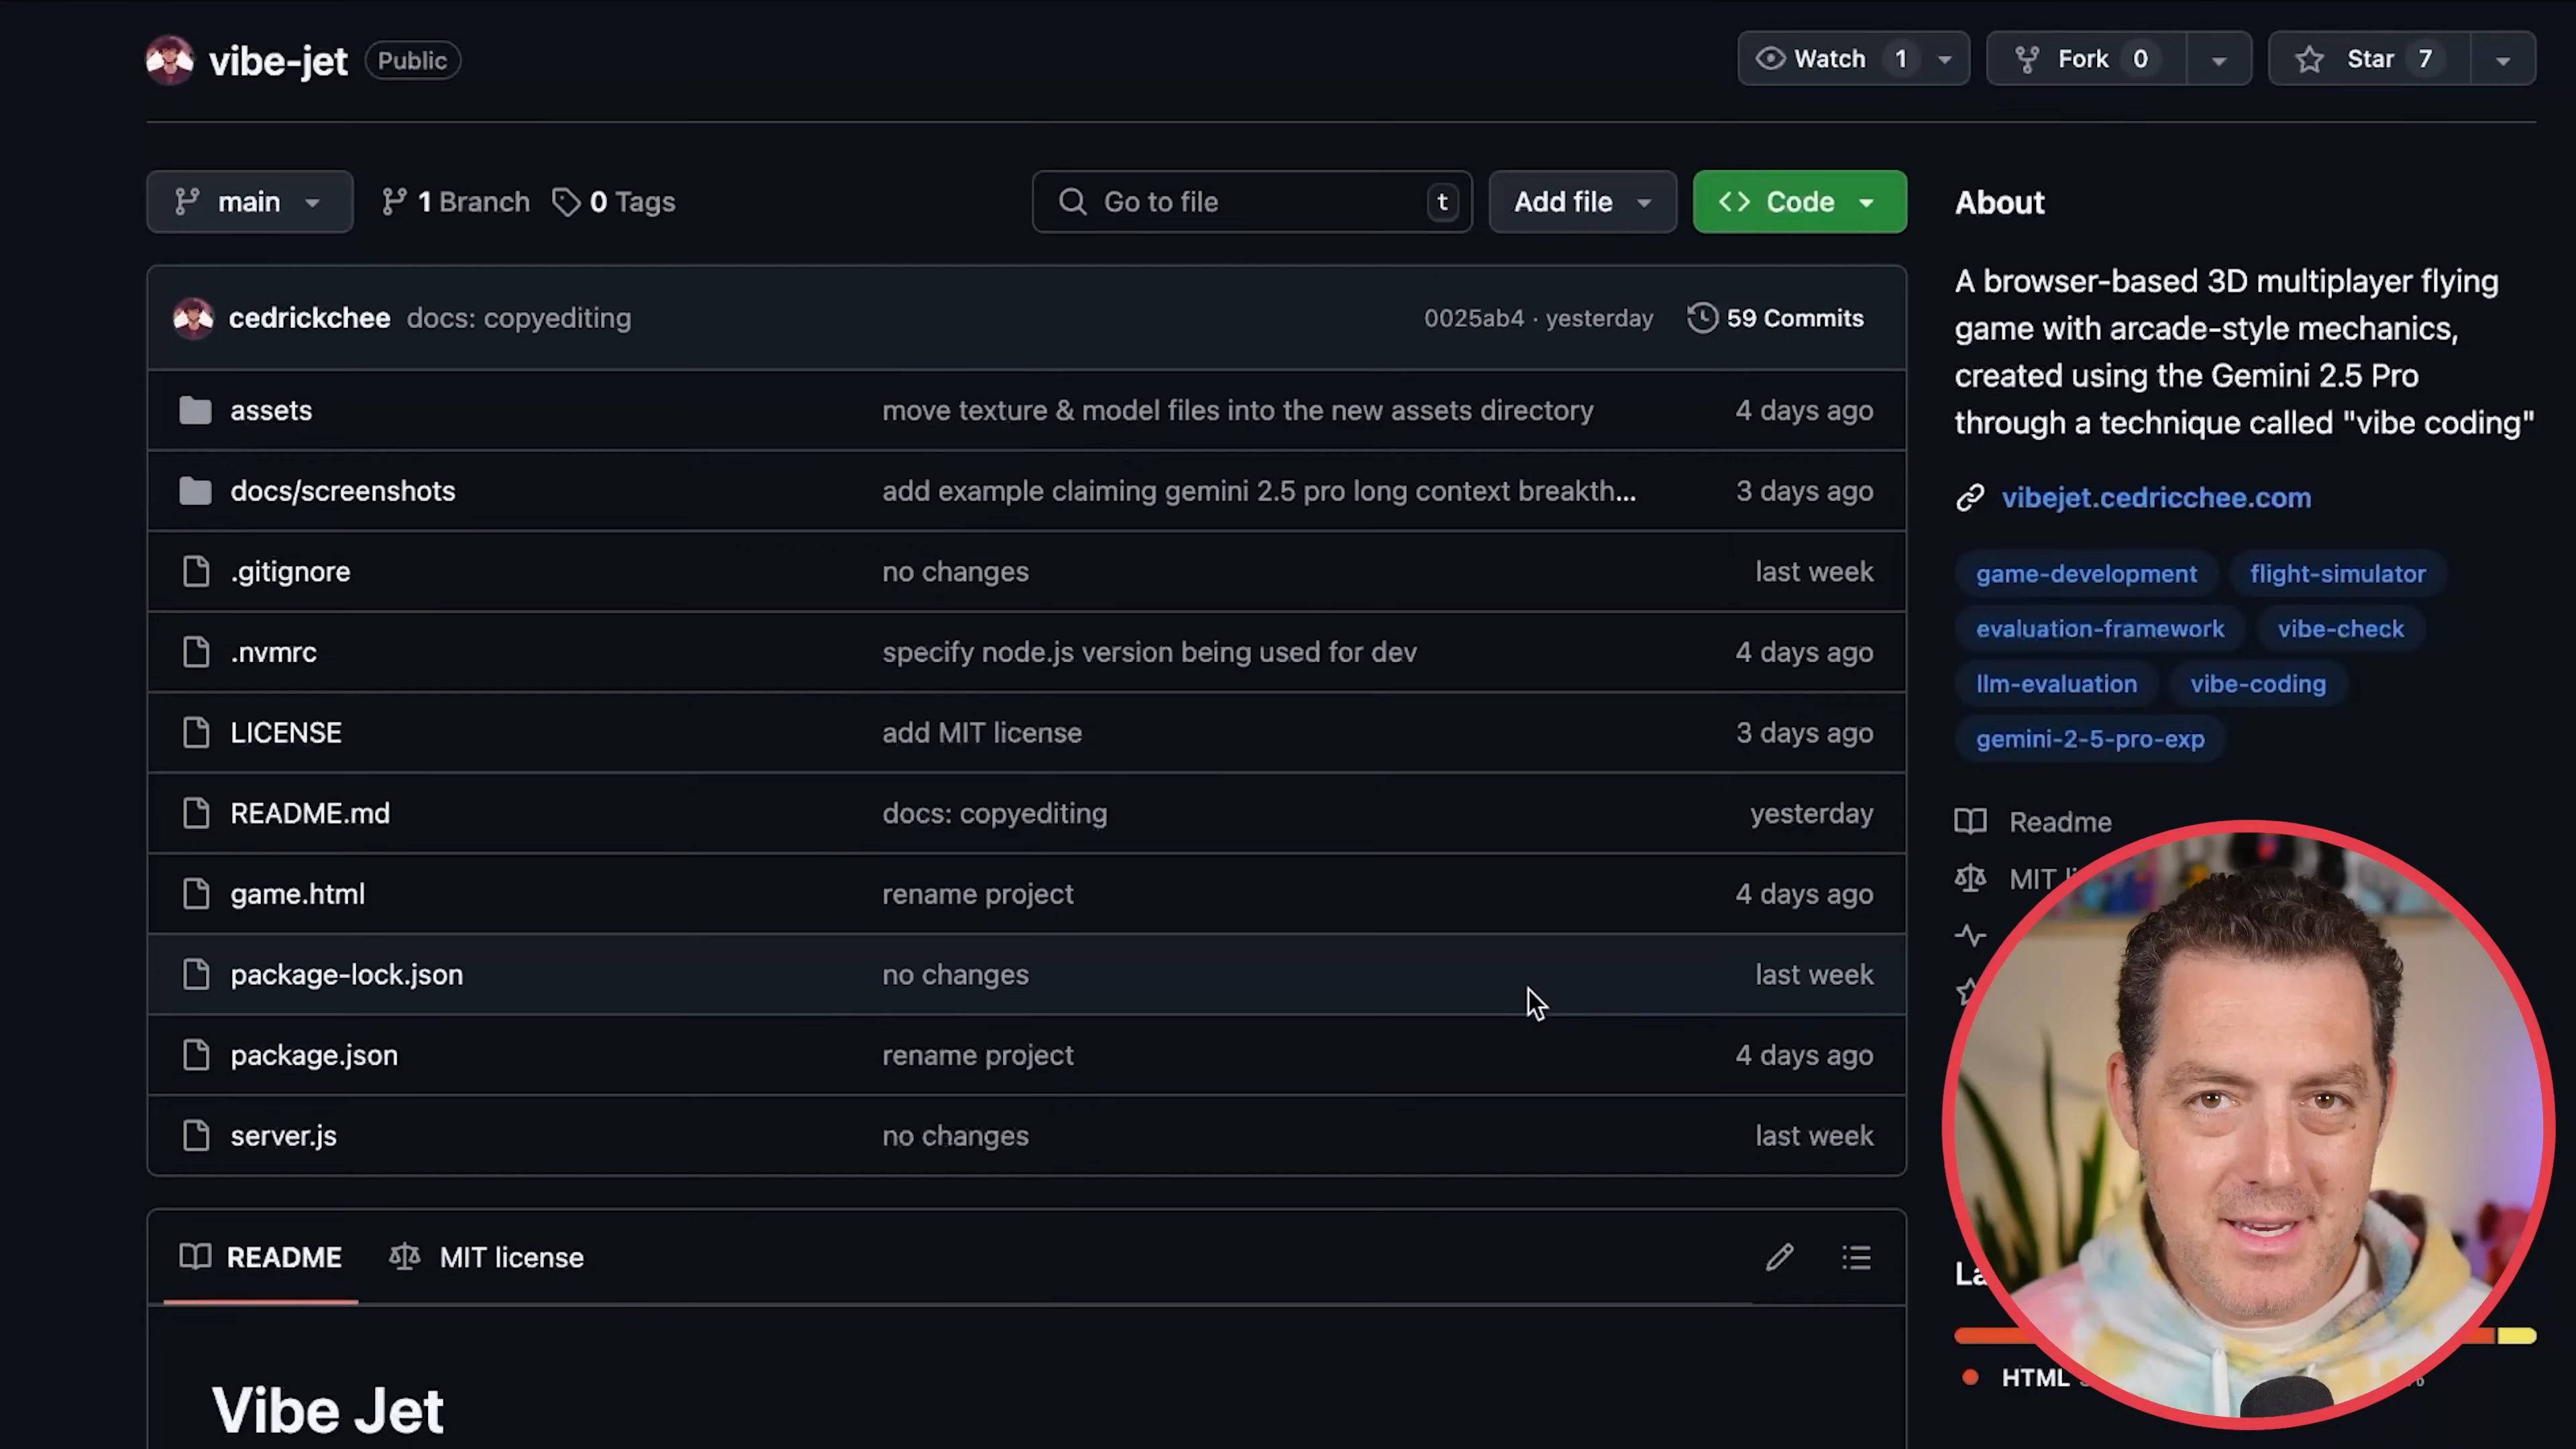 vibe-jet Public
Watch 1 Fork 0 Star 7
main 1 Branch 0 Tags Go to file t Add file Code
cedrickchee docs: copyediting 0025ab4 · yesterday 59 Commits
assets move texture & model files into the new assets directory 4 days ago
docs/screenshots add example claiming gemini 2.5 pro long context breakth... 3 days ago
.gitignore no changes last week
.nvmrc specify node.js version being used for dev 4 days ago
LICENSE add MIT license 3 days ago
README.md docs: copyediting yesterday
game.html rename project 4 days ago
package-lock.json no changes last week
package.json rename project 4 days ago
server.js no changes last week
README MIT license
Vibe Jet
About
A browser-based 3D multiplayer flying
game with arcade-style mechanics,
created using the Gemini 2.5 Pro
through a technique called "vibe coding"
vibejet.cedricchee.com
game-development flight-simulator
evaluation-framework vibe-check
llm-evaluation vibe-coding
gemini-2-5-pro-exp
Readme
MIT
HTML